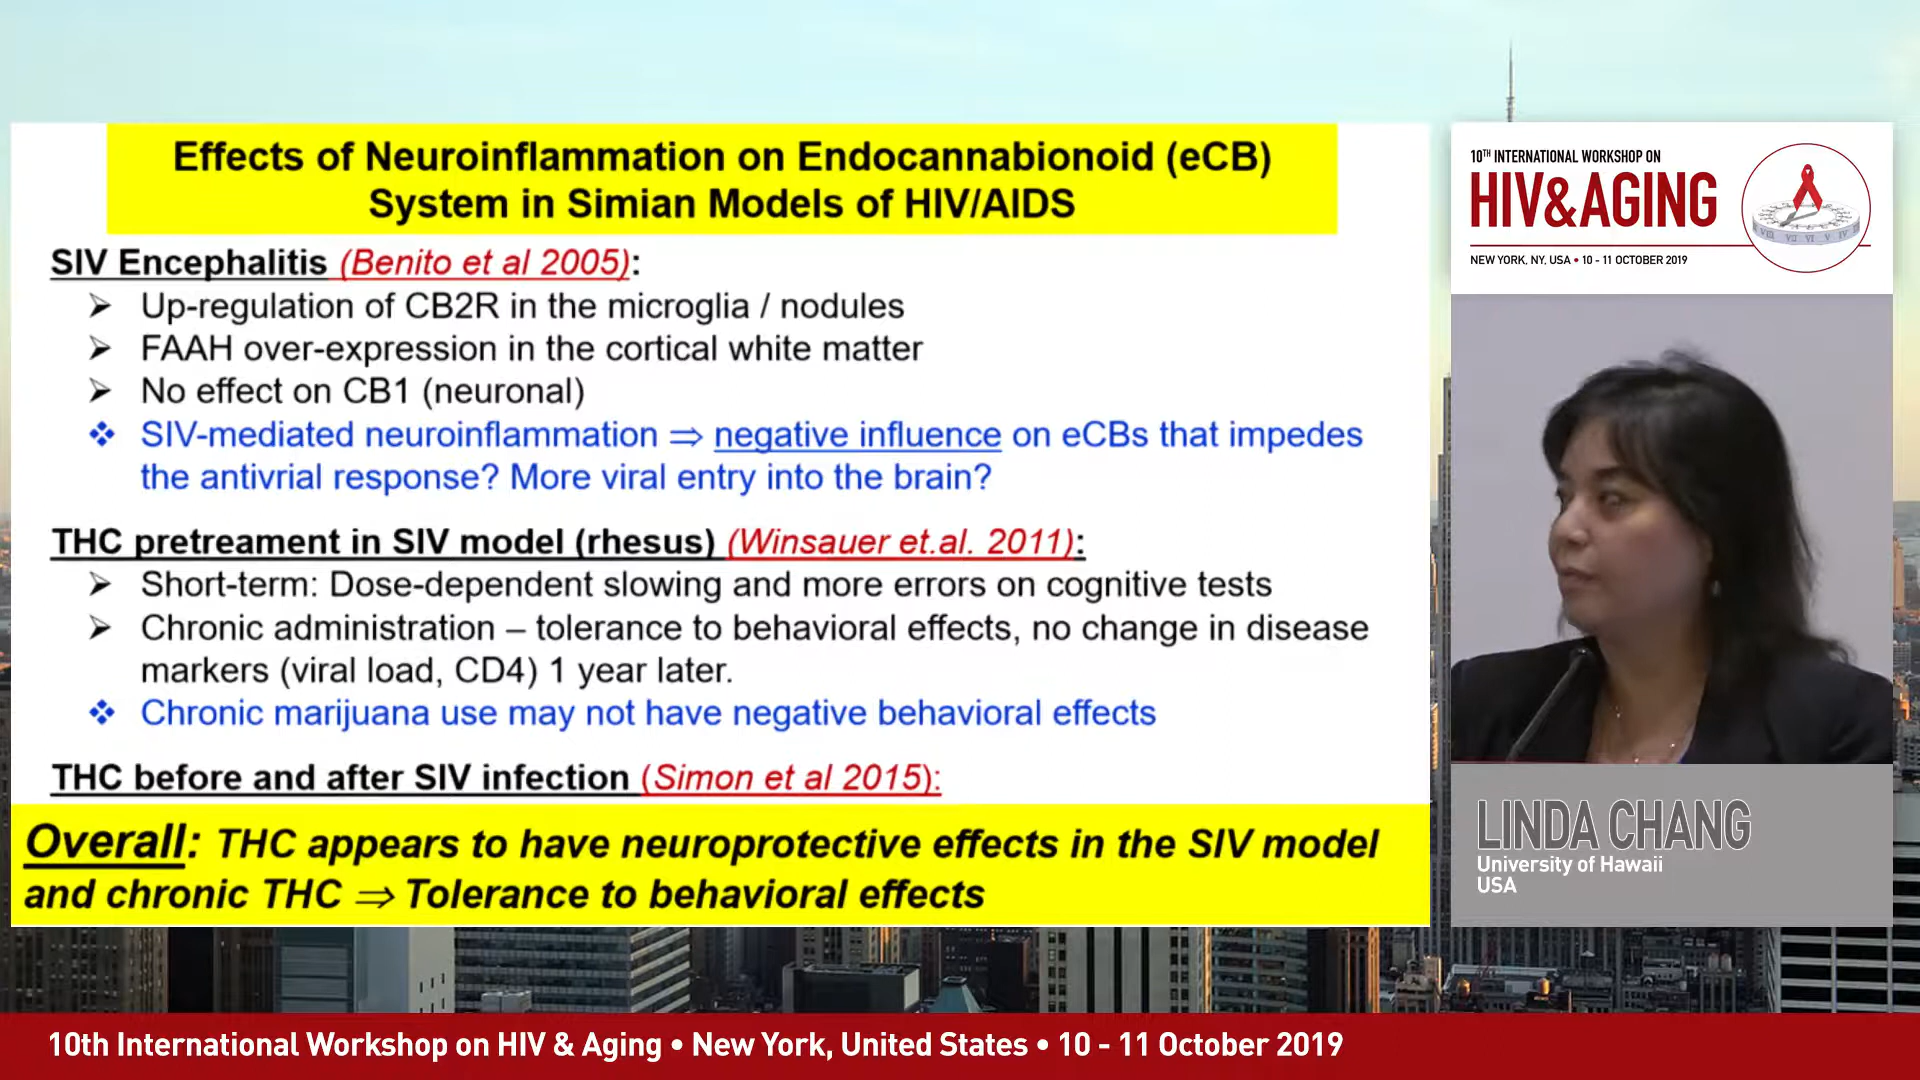 Effects of Neuroinflammation on Endocannabionoid (eCB)
System in Simian Models of HIV/AIDS
SIV Encephalitis (Benito et al 2005):
➢ Up-regulation of CB2R in the microglia / nodules
➢ FAAH over-expression in the cortical white matter
➢ No effect on CB1 (neuronal)
❖ SIV-mediated neuroinflammation ⇒ negative influence on eCBs that impedes
the antivrial response? More viral entry into the brain?
THC pretreament in SIV model (rhesus) (Winsauer et.al. 2011):
➢ Short-term: Dose-dependent slowing and more errors on cognitive tests
➢ Chronic administration – tolerance to behavioral effects, no change in disease
markers (viral load, CD4) 1 year later.
❖ Chronic marijuana use may not have negative behavioral effects
THC before and after SIV infection (Simon et al 2015):
Overall: THC appears to have neuroprotective effects in the SIV model
and chronic THC ⇒ Tolerance to behavioral effects
10TH INTERNATIONAL WORKSHOP ON
HIV&AGING
NEW YORK, NY, USA • 10 - 11 OCTOBER 2019
LINDA CHANG
University of Hawaii
USA
10th International Workshop on HIV & Aging • New York, United States • 10 - 11 October 2019